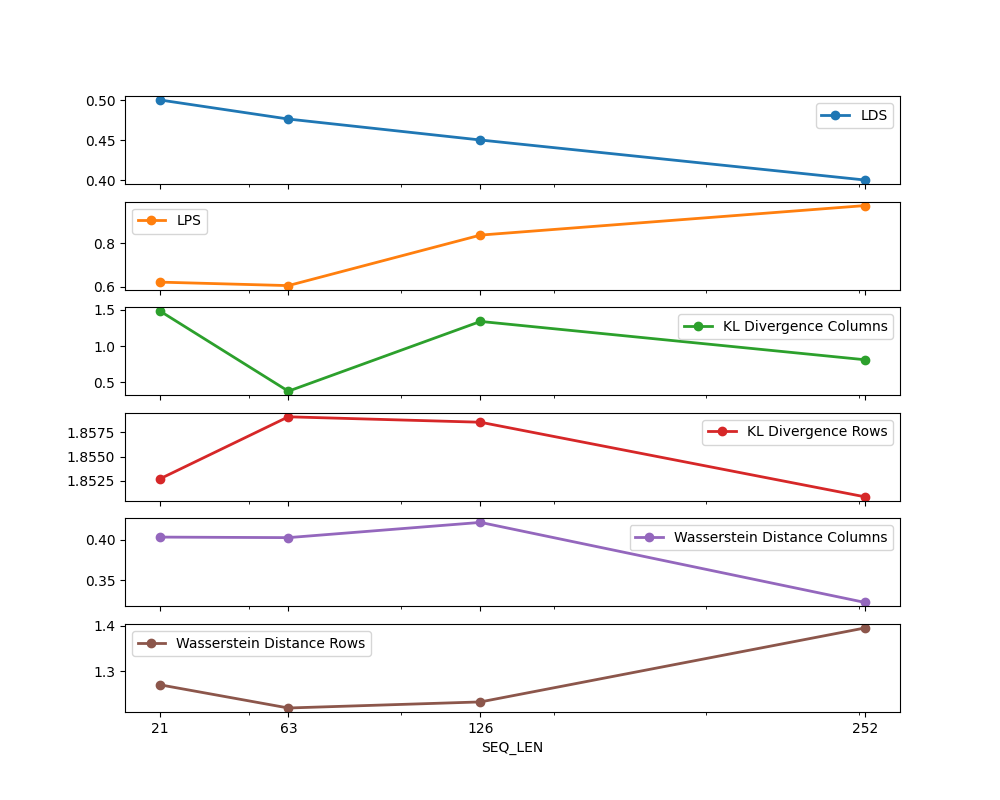 0.50
0.45
0.40
LDS
0.8
0.6
LPS
1.5
1.0
0.5
KL Divergence Columns
1.8575
1.8550
1.8525
KL Divergence Rows
0.40
0.35
Wasserstein Distance Columns
1.4
1.3
Wasserstein Distance Rows
21 63 126 252
SEQ_LEN